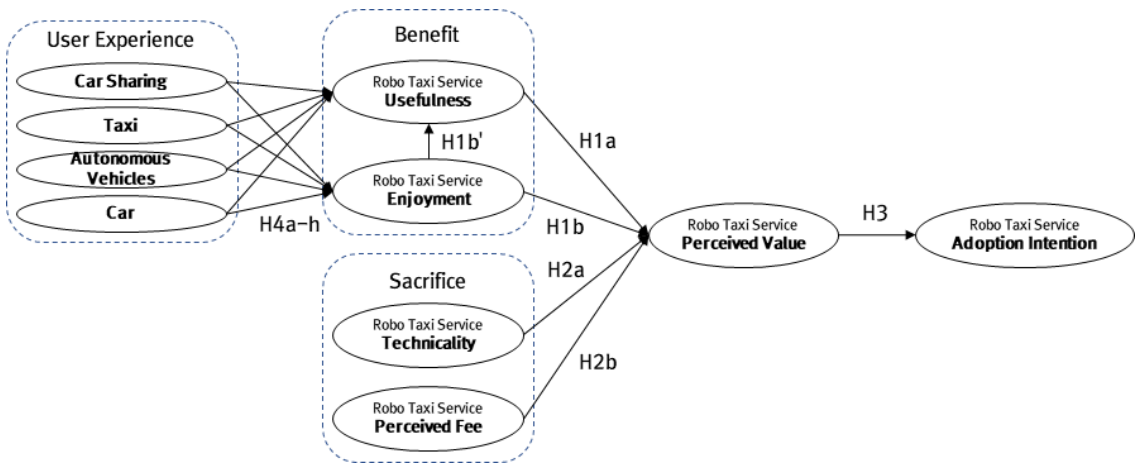 User Experience
Car Sharing
Taxi
Autonomous
Vehicles
Car
H4a-h
Benefit
Robo Taxi Service
Usefulness
H1b'
Robo Taxi Service
Enjoyment
H1a
H1b
Sacrifice
Robo Taxi Service
Technicality
Robo Taxi Service
Perceived Fee
H2a
H2b
Robo Taxi Service
Perceived Value
H3
Robo Taxi Service
Adoption Intention